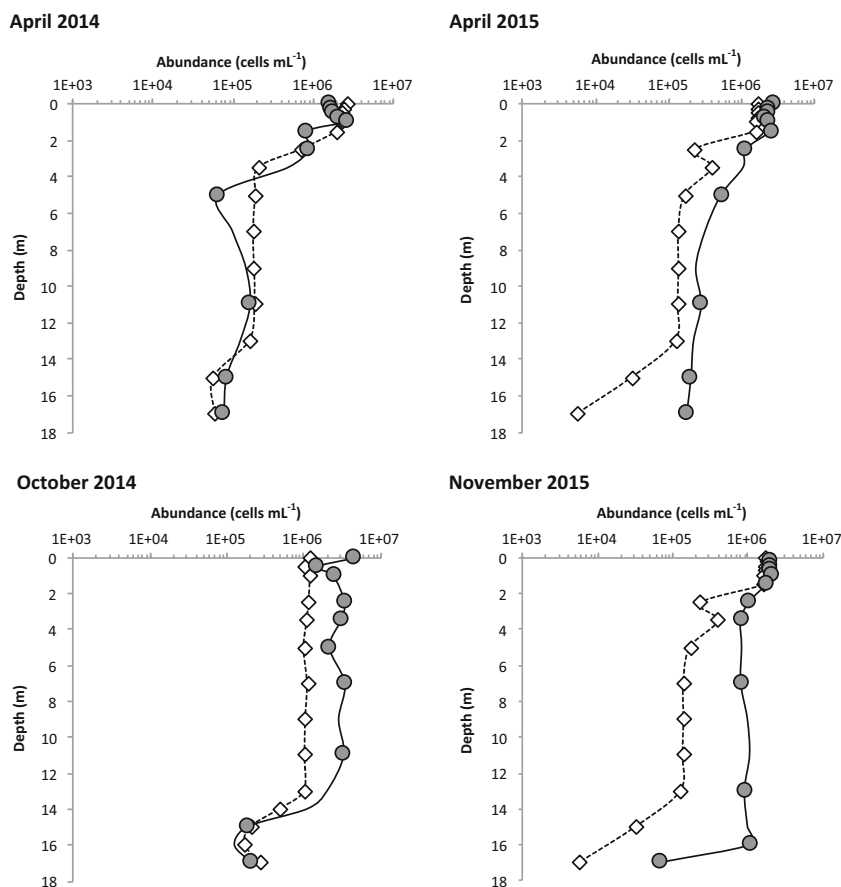 April 2014
Abundance (cells mL⁻¹)
1E+03 1E+04 1E+05 1E+06 1E+07
0
2
4
6
8
10
12
14
16
18
Depth (m)
April 2015
Abundance (cells mL⁻¹)
1E+03 1E+04 1E+05 1E+06 1E+07
0
2
4
6
8
10
12
14
16
18
Depth (m)
October 2014
Abundance (cells mL⁻¹)
1E+03 1E+04 1E+05 1E+06 1E+07
0
2
4
6
8
10
12
14
16
18
Depth (m)
November 2015
Abundance (cells mL⁻¹)
1E+03 1E+04 1E+05 1E+06 1E+07
0
2
4
6
8
10
12
14
16
18
Depth (m)